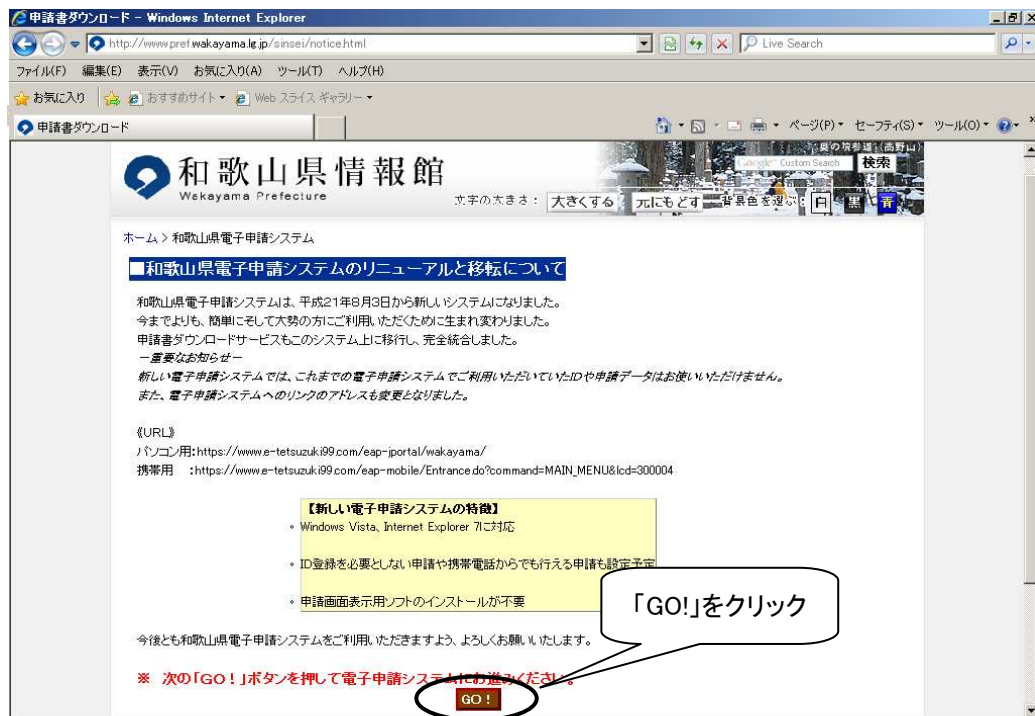 申請書ダウンロード - Windows Internet Explorer
http://www.pref.wakayama.lg.jp/sinsei/notice.html
Live Search
ファイル(F) 編集(E) 表示(V) お気に入り(A) ツール(T) ヘルプ(H)
お気に入り おすすめサイト Web スライス ギャラリー
申請書ダウンロード
ページ(P) セーフティ(S) ツール(O)
奥の院参道(高野山)
和歌山県情報館
Custom Search 検索
Wakayama Prefecture
文字の大きさ: 大きくする 元にもどす 背景色を選ぶ: 白 黒 青
ホーム > 和歌山県電子申請システム
■和歌山県電子申請システムのリニューアルと移転について
和歌山県電子申請システムは、平成21年8月3日から新しいシステムになりました。
今までよりも、簡単にそして大勢の方にご利用いただくために生まれ変わりました。
申請書ダウンロードサービスもこのシステム上に移行し、完全統合しました。
－重要なお知らせ－
新しい電子申請システムでは、これまでの電子申請システムでご利用いただいていたIDや申請データはお使いいただけません。
また、電子申請システムへのリンクのアドレスも変更となりました。
《URL》
パソコン用:https://www.e-tetsuzuki99.com/eap-jportal/wakayama/
携帯用 :https://www.e-tetsuzuki99.com/eap-mobile/Entrance.do?command=MAIN_MENU&lcd=300004
【新しい電子申請システムの特徴】
• Windows Vista、Internet Explorer 7に対応
• ID登録を必要としない申請や携帯電話からでも行える申請も設定予定
• 申請画面表示用ソフトのインストールが不要
「GO!」をクリック
今後とも和歌山県電子申請システムをご利用いただきますよう、よろしくお願いいたします。
※ 次の「GO！」ボタンを押して電子申請システムにお進みください。
GO！